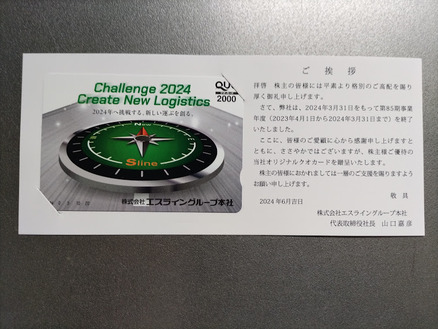 Challenge 2024
Create New Logistics
2024年へ挑戦する、新しい運ぶを創る。
QUO
2000
New
Sline
株式会社エスライングループ本社
ご挨拶
拝啓 株主の皆様には平素より格別のご高配を賜り
厚く御礼申し上げます。
さて、弊社は、2024年3月31日をもって第85期事業
年度（2023年4月1日から2024年3月31日まで）を終了
いたしました。
ここに、皆様のご愛顧に心から感謝申し上げますと
ともに、ささやかではございますが、株主様ご優待の
当社オリジナルクオカードを贈呈いたします。
株主の皆様におかれましては一層のご支援を賜りますよう
お願い申し上げます。
敬具
2024年6月吉日
株式会社エスライングループ本社
代表取締役社長 山口嘉彦